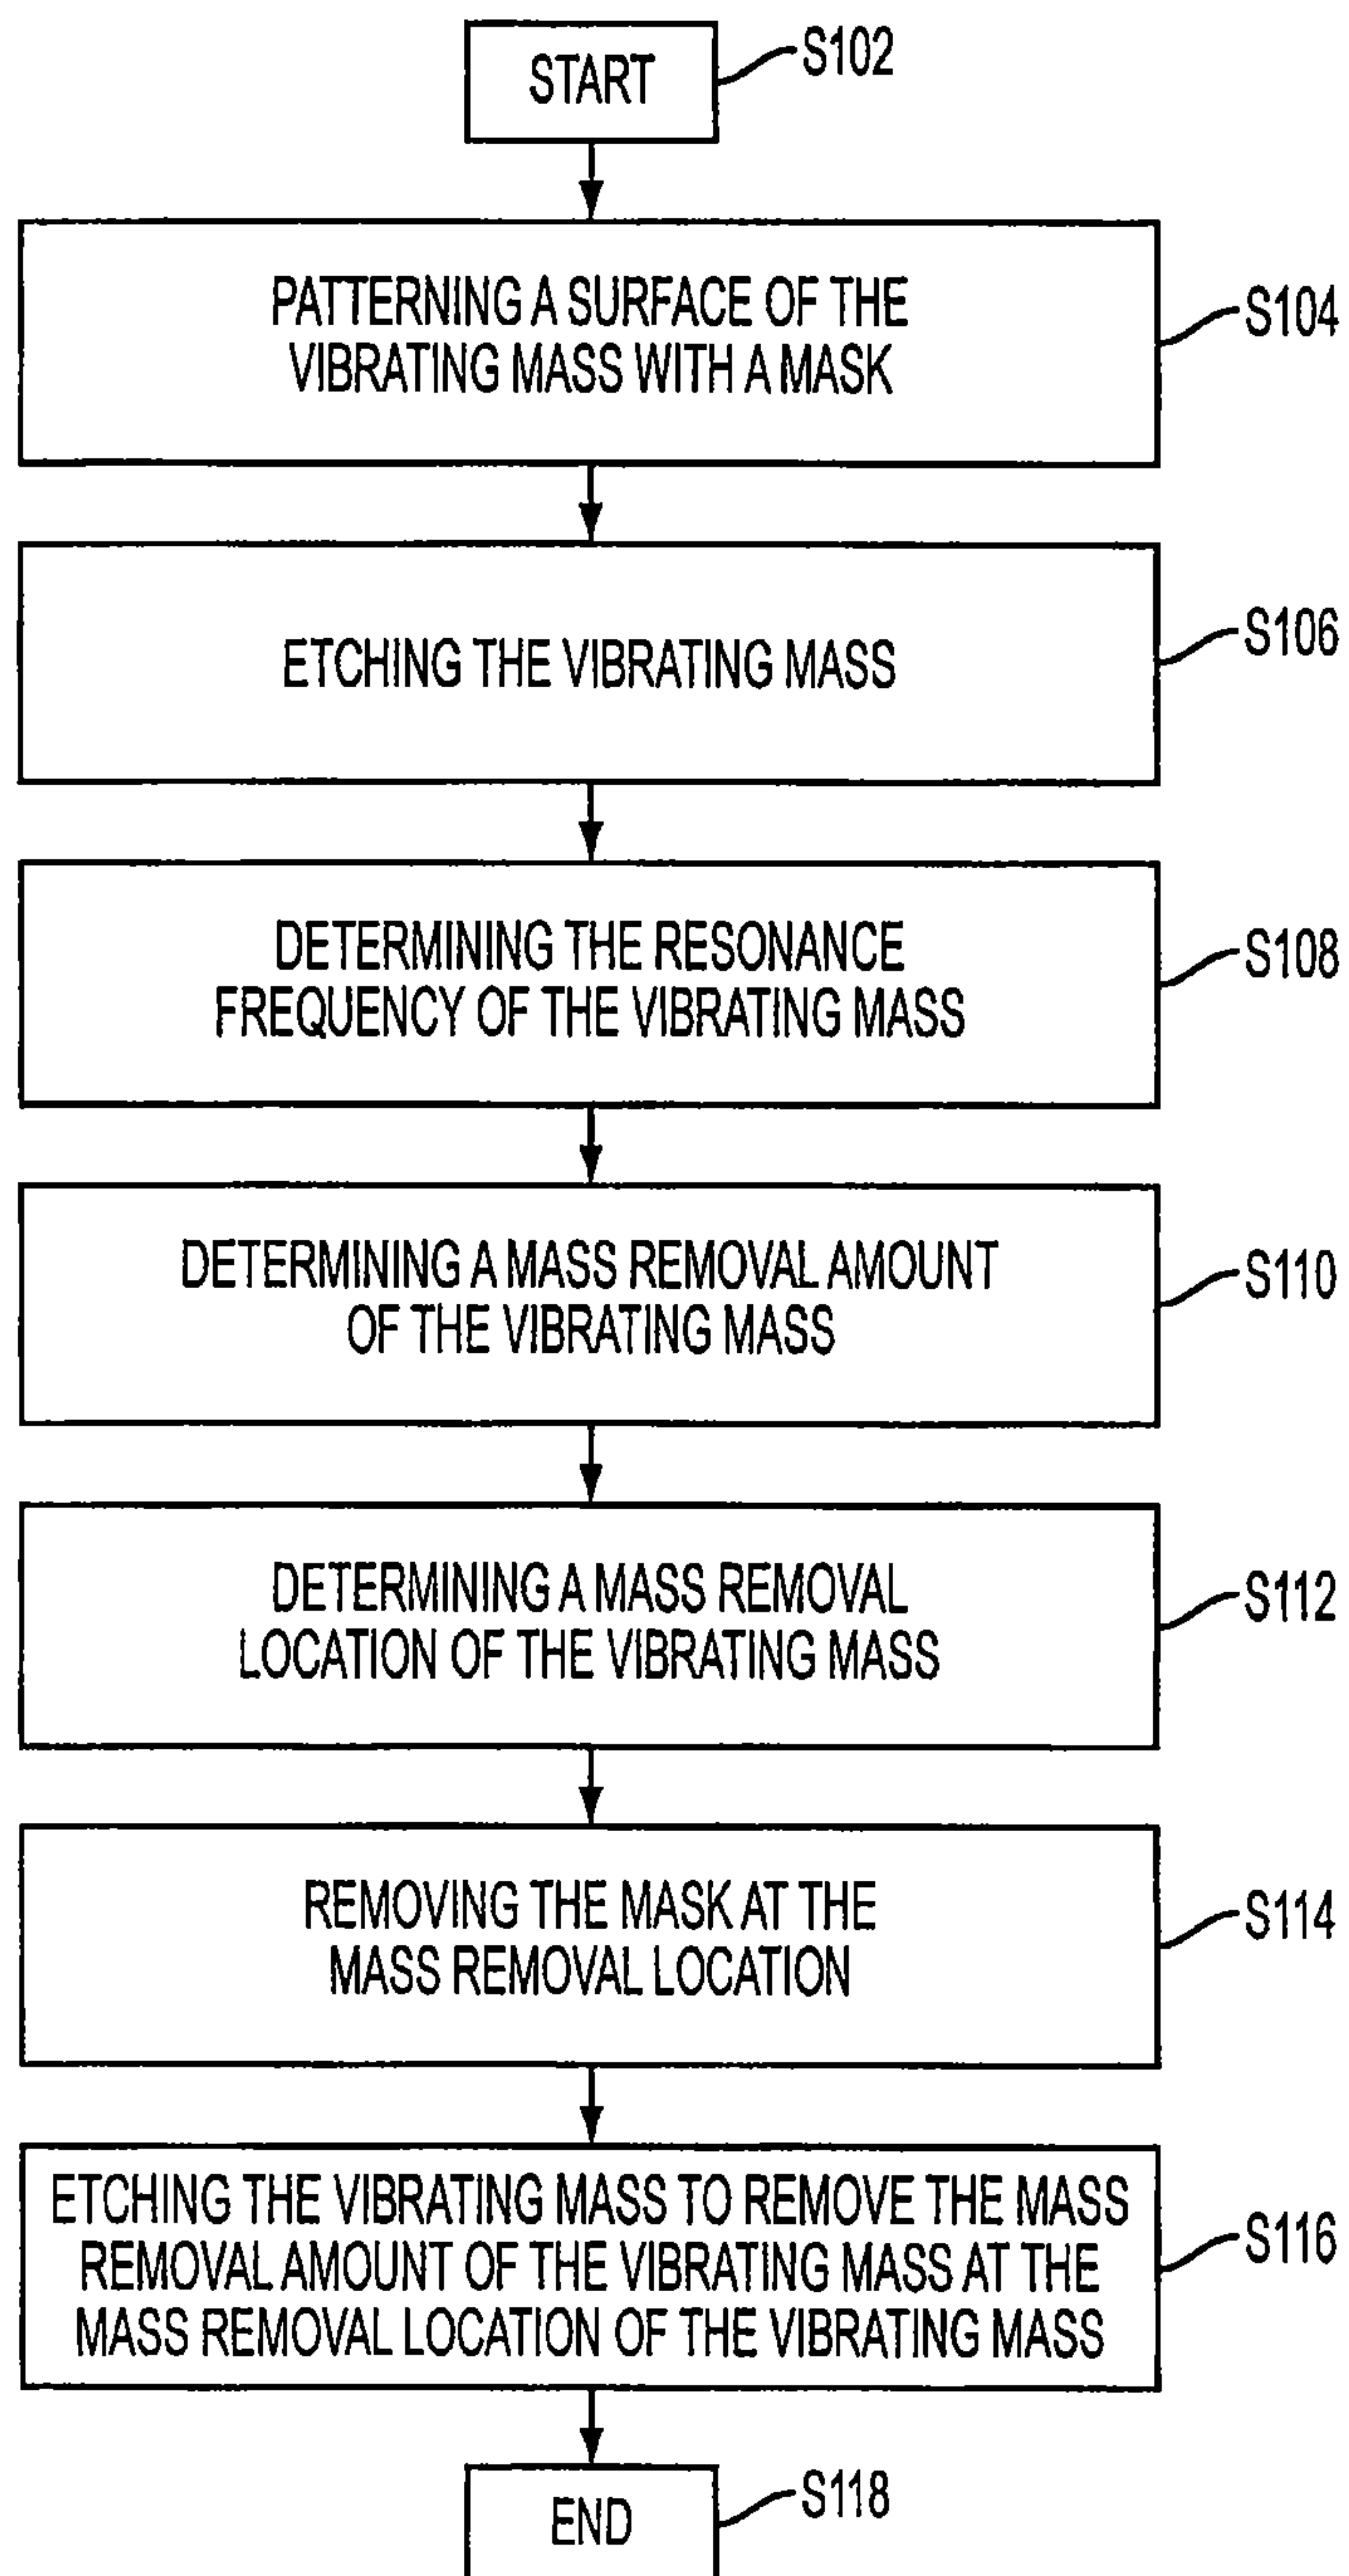 START
S102
PATTERNING A SURFACE OF THE
VIBRATING MASS WITH A MASK
S104
ETCHING THE VIBRATING MASS
S106
DETERMINING THE RESONANCE
FREQUENCY OF THE VIBRATING MASS
S108
DETERMINING A MASS REMOVAL AMOUNT
OF THE VIBRATING MASS
S110
DETERMINING A MASS REMOVAL
LOCATION OF THE VIBRATING MASS
S112
REMOVING THE MASK AT THE
MASS REMOVAL LOCATION
S114
ETCHING THE VIBRATING MASS TO REMOVE THE MASS
REMOVAL AMOUNT OF THE VIBRATING MASS AT THE
MASS REMOVAL LOCATION OF THE VIBRATING MASS
S116
END
S118